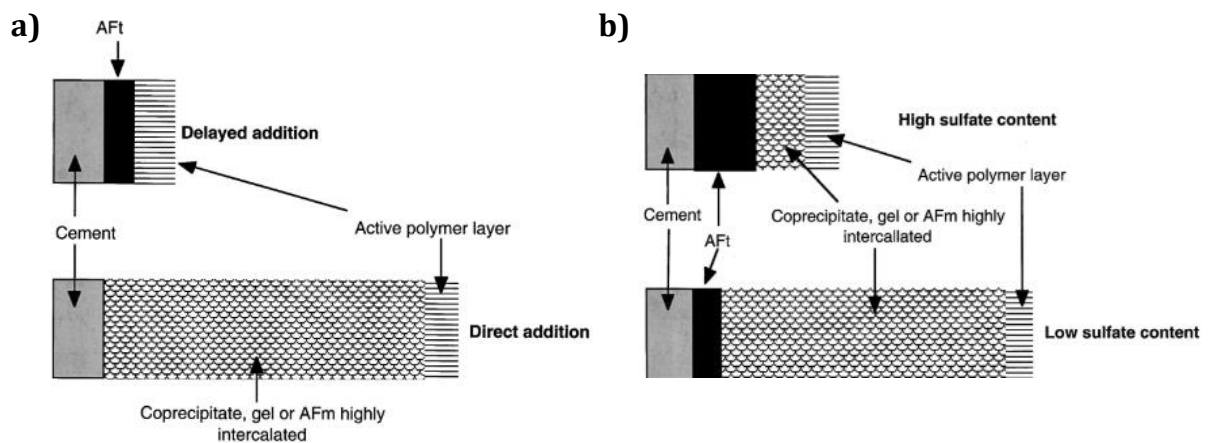 a)
AFt
Delayed addition
Cement
Active polymer layer
Direct addition
Coprecipitate, gel or AFm highly
intercalated
b)
High sulfate content
Active polymer layer
Cement
Coprecipitate, gel or AFm highly
intercallated
AFt
Low sulfate content